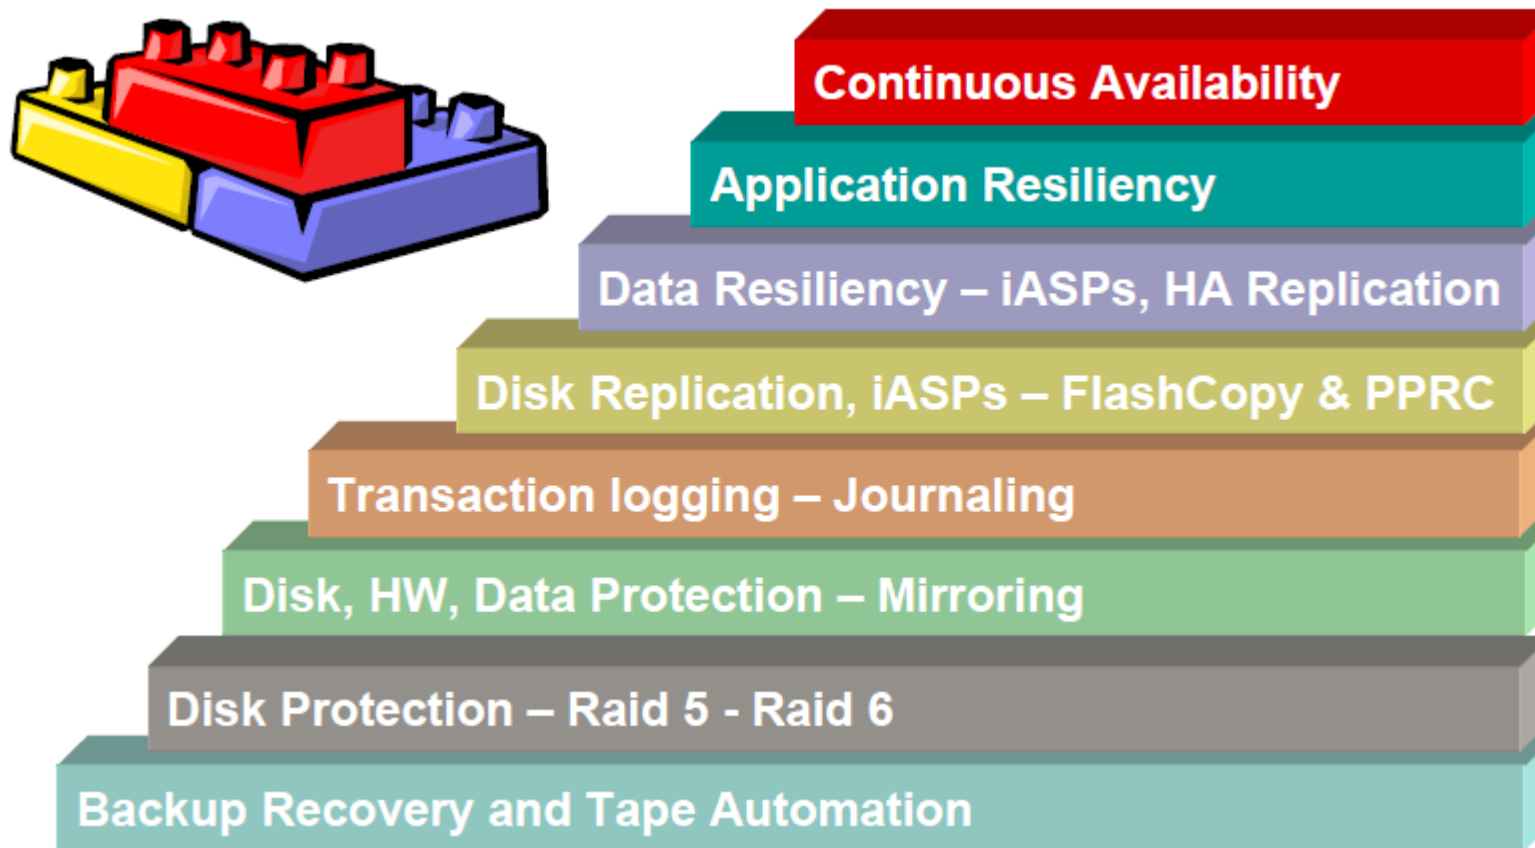 Continuous Availability
Application Resiliency
Data Resiliency – iASPs, HA Replication
Disk Replication, iASPs – FlashCopy & PPRC
Transaction logging – Journaling
Disk, HW, Data Protection – Mirroring
Disk Protection – Raid 5 - Raid 6
Backup Recovery and Tape Automation